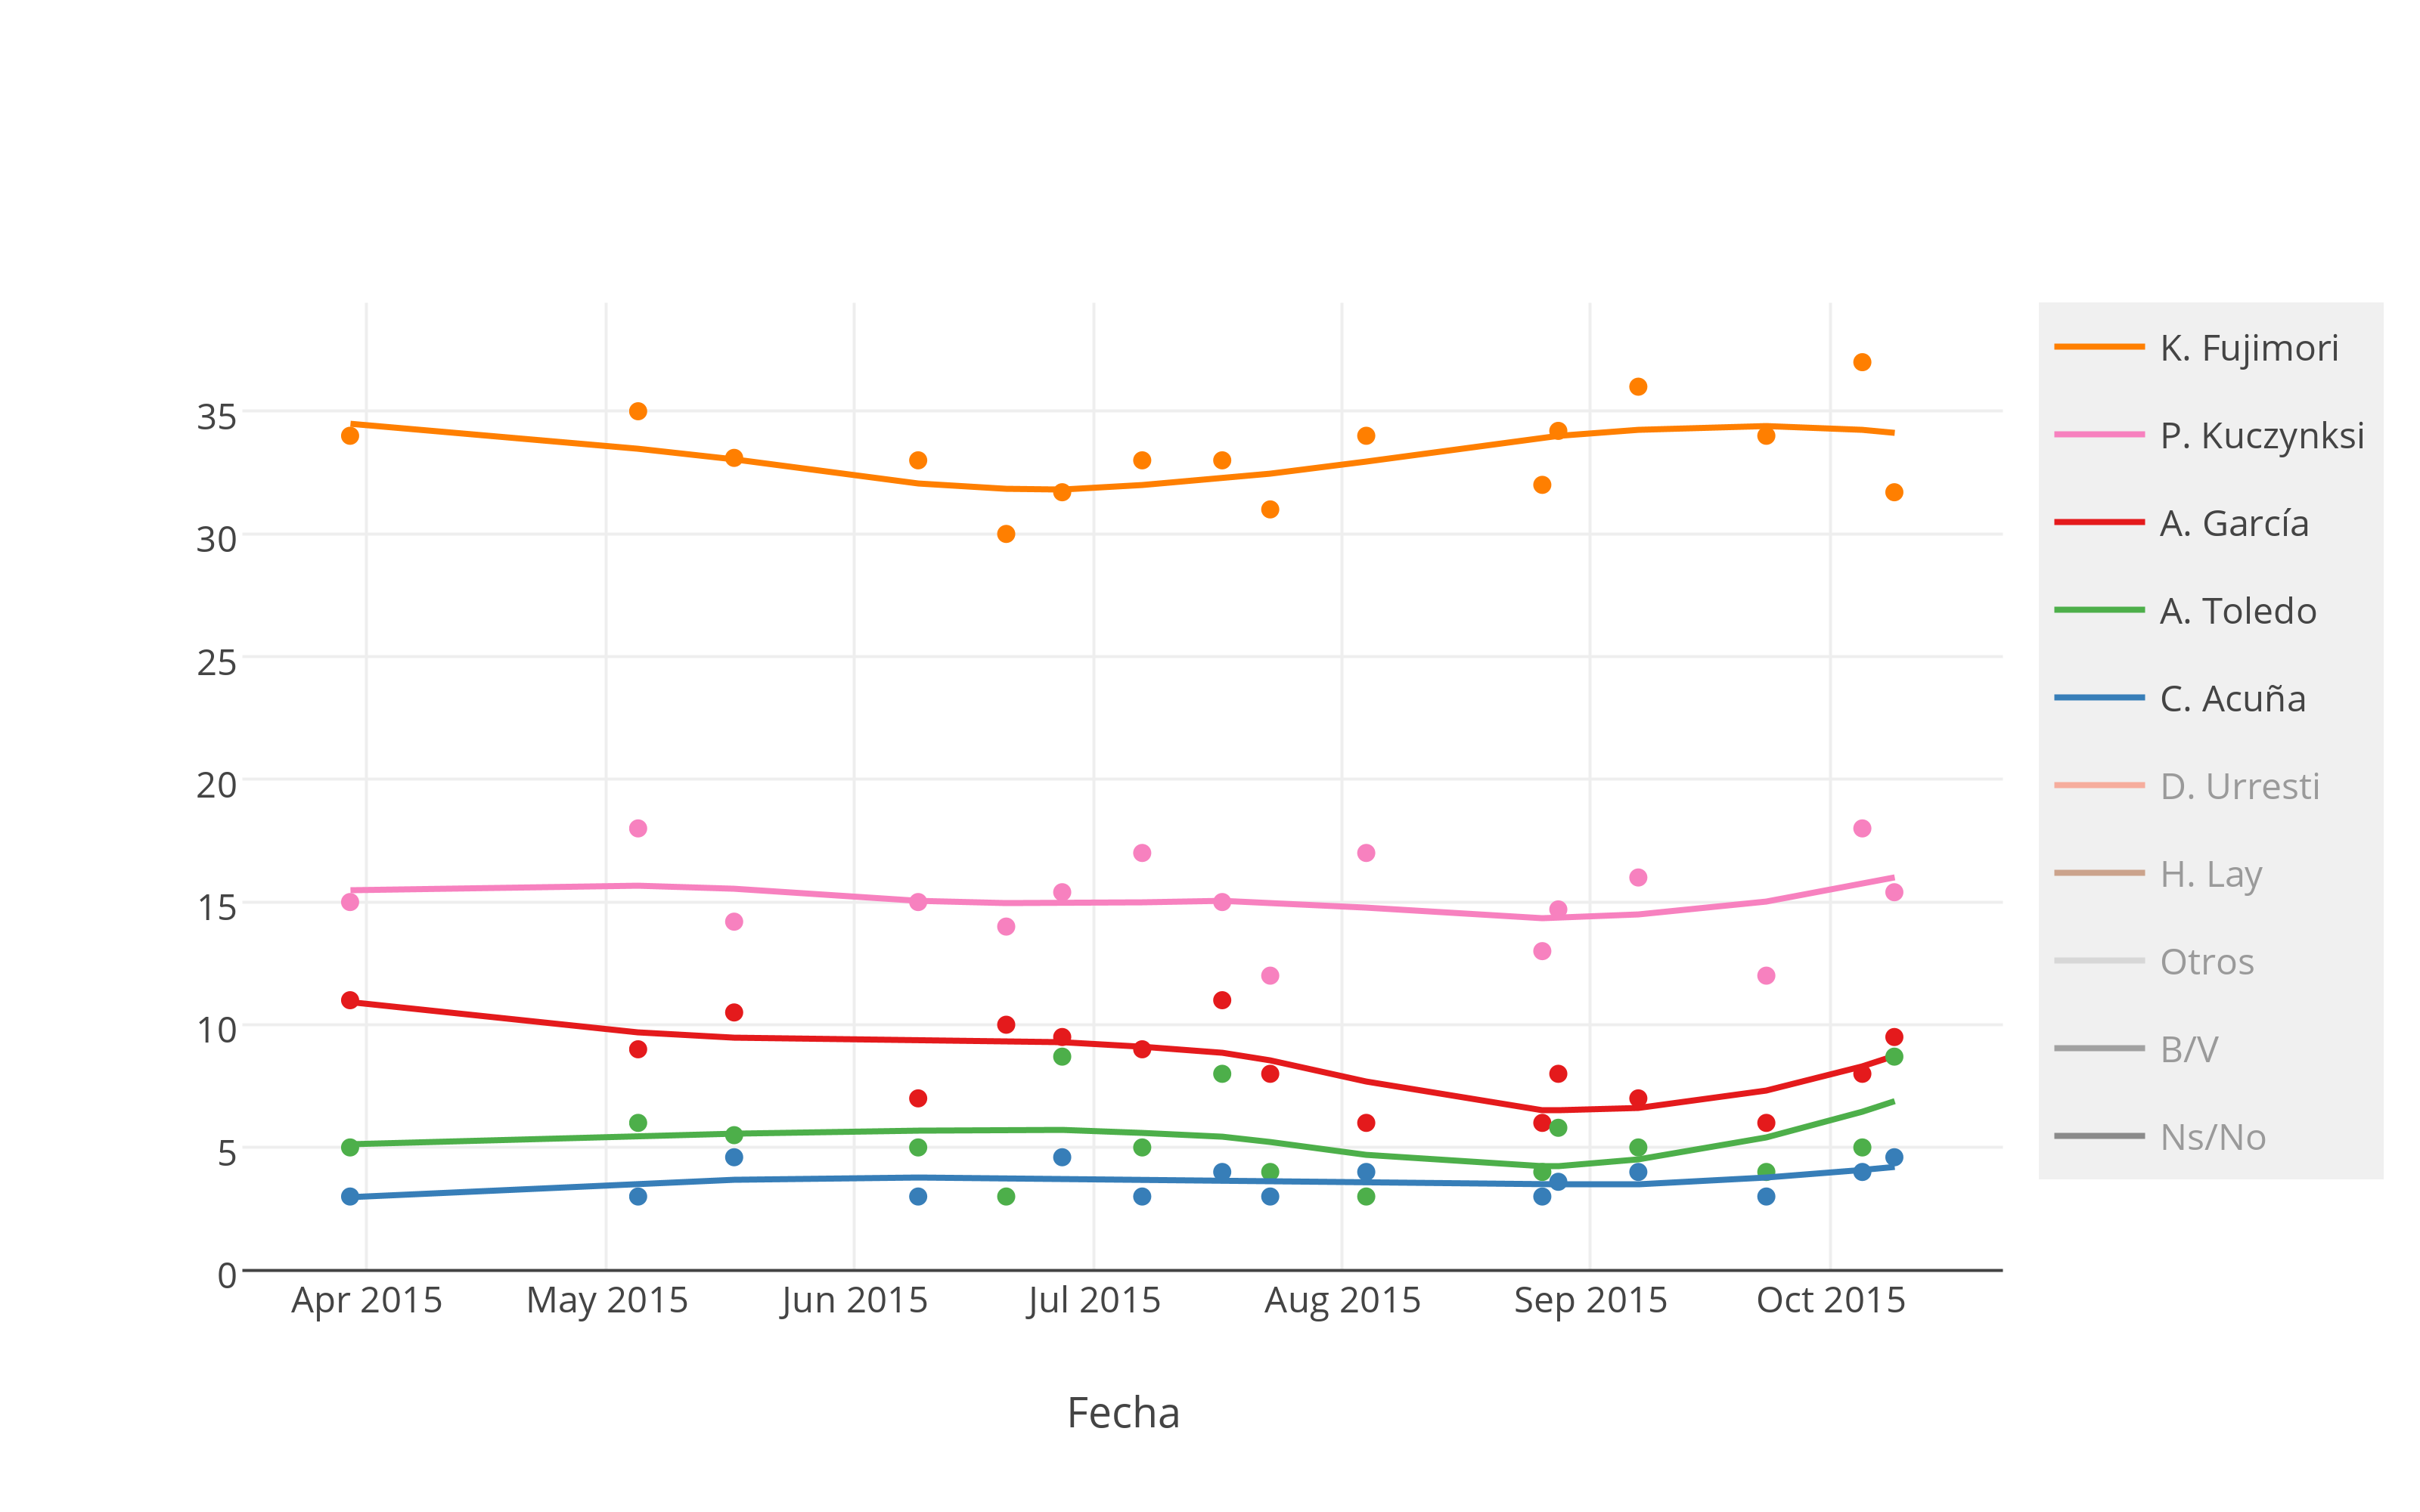 35
30
25
20
15
10
5
0
Apr 2015
May 2015
Jun 2015
Jul 2015
Aug 2015
Sep 2015
Oct 2015
Fecha
K. Fujimori
P. Kuczynksi
A. García
A. Toledo
C. Acuña
D. Urresti
H. Lay
Otros
B/V
Ns/No